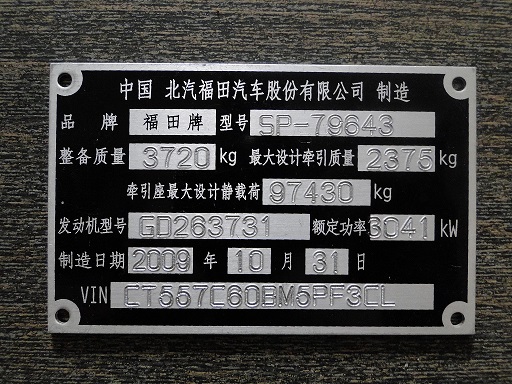 中国 北汽福田汽车股份有限公司 制造
品 牌 福田牌 型号 SP-79643
整备质量 3720 kg 最大设计牵引质量 2375 kg
牵引座最大设计静载荷 97430 kg
发动机型号 GD263731 额定功率 3041 kW
制造日期 2009 年 10 月 31 日
VIN CT557C60BM5PF3CL